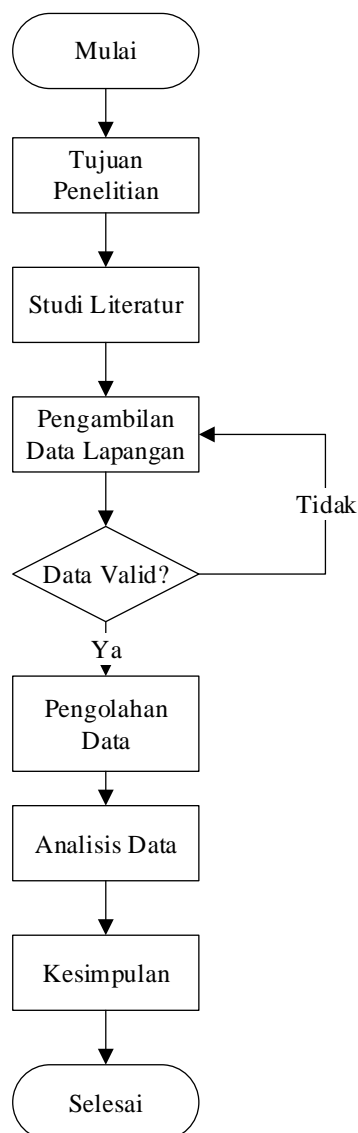 Mulai
Tujuan
Penelitian
Studi Literatur
Pengambilan
Data Lapangan
Tidak
Data Valid?
Ya
Pengolahan
Data
Analisis Data
Kesimpulan
Selesai